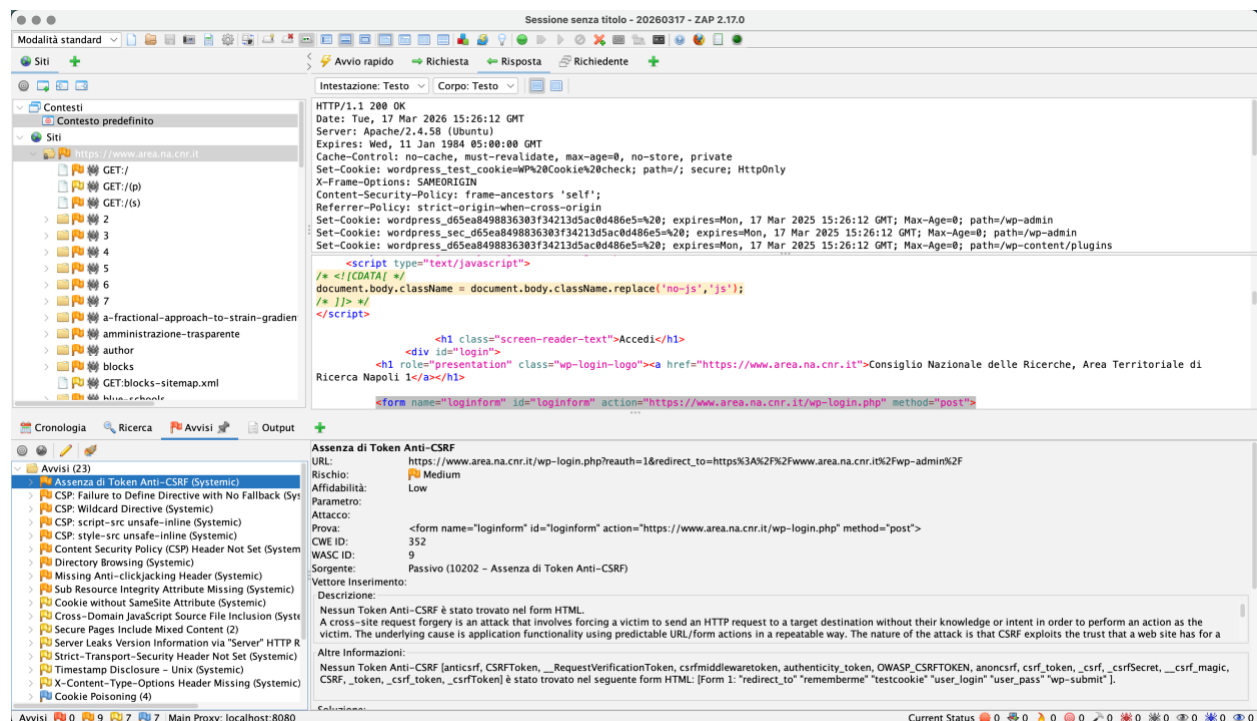 Sessione senza titolo - 20260317 - ZAP 2.17.0
Modalità standard
Siti
Avvio rapido
Richiesta
Risposta
Richiedente
Intestazione: Testo
Corpo: Testo
Contesti
Contesto predefinito
Siti
https://www.area.na.cnr.it
GET:/
GET:/(p)
GET:/(s)
2
3
4
5
6
7
a-fractional-approach-to-strain-gradien
amministrazione-trasparente
author
blocks
GET:blocks-sitemap.xml
blue-schools
HTTP/1.1 200 OK
Date: Tue, 17 Mar 2026 15:26:12 GMT
Server: Apache/2.4.58 (Ubuntu)
Expires: Wed, 11 Jan 1984 05:00:00 GMT
Cache-Control: no-cache, must-revalidate, max-age=0, no-store, private
Set-Cookie: wordpress_test_cookie=WP%20Cookie%20check; path=/; secure; HttpOnly
X-Frame-Options: SAMEORIGIN
Content-Security-Policy: frame-ancestors 'self';
Referrer-Policy: strict-origin-when-cross-origin
Set-Cookie: wordpress_d65ea8498836303f34213d5ac0d486e5=%20; expires=Mon, 17 Mar 2025 15:26:12 GMT; Max-Age=0; path=/wp-admin
Set-Cookie: wordpress_sec_d65ea8498836303f34213d5ac0d486e5=%20; expires=Mon, 17 Mar 2025 15:26:12 GMT; Max-Age=0; path=/wp-admin
Set-Cookie: wordpress_d65ea8498836303f34213d5ac0d486e5=%20; expires=Mon, 17 Mar 2025 15:26:12 GMT; Max-Age=0; path=/wp-content/plugins
<script type="text/javascript">
/* <![CDATA[ */
document.body.className = document.body.className.replace('no-js','js');
/* ]]> */
</script>
<h1 class="screen-reader-text">Accedi</h1>
<div id="login">
<h1 role="presentation" class="wp-login-logo"><a href="https://www.area.na.cnr.it">Consiglio Nazionale delle Ricerche, Area Territoriale di
Ricerca Napoli 1</a></h1>
<form name="loginform" id="loginform" action="https://www.area.na.cnr.it/wp-login.php" method="post">
Cronologia
Ricerca
Avvisi
Output
Avvisi (23)
Assenza di Token Anti-CSRF (Systemic)
CSP: Failure to Define Directive with No Fallback (Sys
CSP: Wildcard Directive (Systemic)
CSP: script-src unsafe-inline (Systemic)
CSP: style-src unsafe-inline (Systemic)
Content Security Policy (CSP) Header Not Set (System
Directory Browsing (Systemic)
Missing Anti-clickjacking Header (Systemic)
Sub Resource Integrity Attribute Missing (Systemic)
Cookie without SameSite Attribute (Systemic)
Cross-Domain JavaScript Source File Inclusion (Syste
Secure Pages Include Mixed Content (2)
Server Leaks Version Information via "Server" HTTP R
Strict-Transport-Security Header Not Set (Systemic)
Timestamp Disclosure - Unix (Systemic)
X-Content-Type-Options Header Missing (Systemic)
Cookie Poisoning (4)
Assenza di Token Anti-CSRF
URL: https://www.area.na.cnr.it/wp-login.php?reauth=1&redirect_to=https%3A%2F%2Fwww.area.na.cnr.it%2Fwp-admin%2F
Rischio: Medium
Affidabilità: Low
Parametro:
Attacco:
Prova: <form name="loginform" id="loginform" action="https://www.area.na.cnr.it/wp-login.php" method="post">
CWE ID: 352
WASC ID: 9
Sorgente: Passivo (10202 - Assenza di Token Anti-CSRF)
Vettore Inserimento:
Descrizione:
Nessun Token Anti-CSRF è stato trovato nel form HTML.
A cross-site request forgery is an attack that involves forcing a victim to send an HTTP request to a target destination without their knowledge or intent in order to perform an action as the
victim. The underlying cause is application functionality using predictable URL/form actions in a repeatable way. The nature of the attack is that CSRF exploits the trust that a web site has for a
Altre Informazioni:
Nessun Token Anti-CSRF [anticsrf, CSRFToken, __RequestVerificationToken, csrfmiddlewaretoken, authenticity_token, OWASP_CSRFTOKEN, anoncsrf, csrf_token, _csrf, _csrfSecret, __csrf_magic,
CSRF, _token, _csrf_token, _csrfToken] è stato trovato nel seguente form HTML: [Form 1: "redirect_to" "rememberme" "testcookie" "user_login" "user_pass" "wp-submit" ].
Avvisi 0 9 7 7 Main Proxy: localhost:8080
Current Status 0 0 0 0 0 0 0 0 0 0